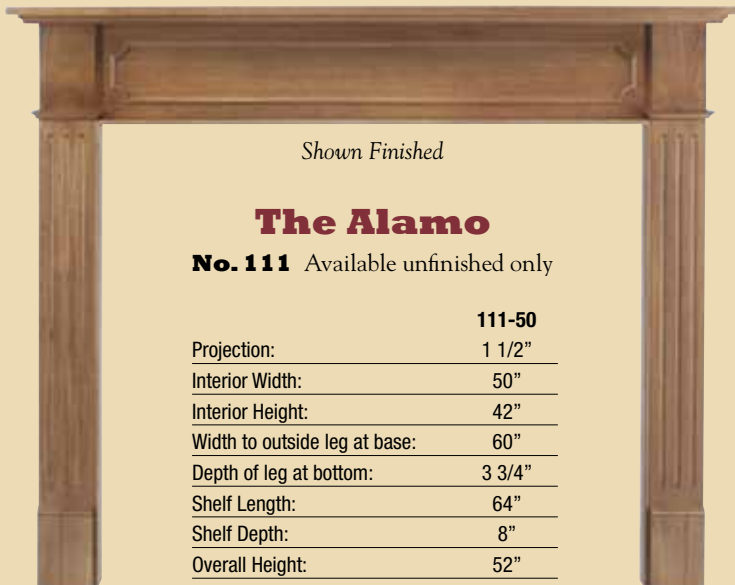 Shown Finished
The Alamo
No. 111 Available unfinished only
111-50
Projection: 1 1/2”
Interior Width: 50”
Interior Height: 42”
Width to outside leg at base: 60”
Depth of leg at bottom: 3 3/4”
Shelf Length: 64”
Shelf Depth: 8”
Overall Height: 52”